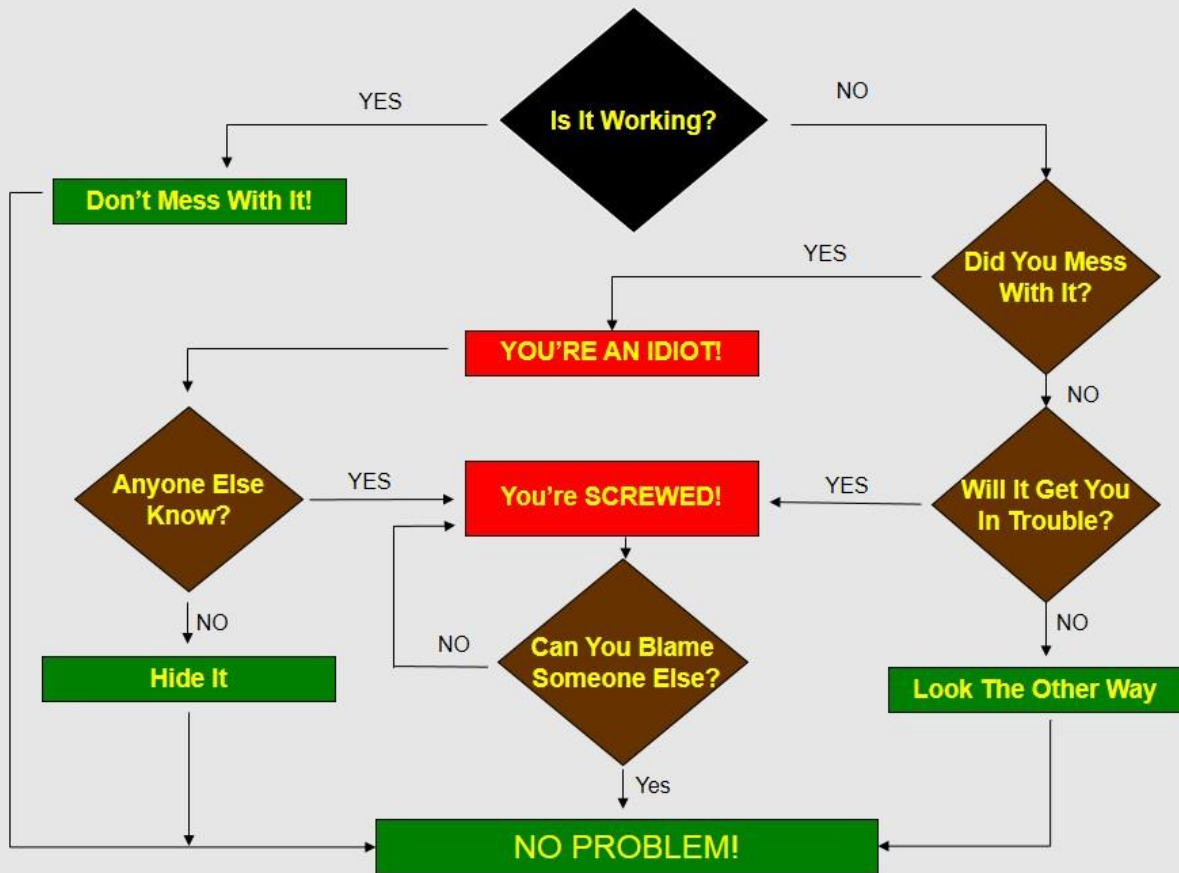 Is It Working?
YES
NO
Don’t Mess With It!
Did You Mess
With It?
YES
YOU’RE AN IDIOT!
NO
Anyone Else
Know?
YES
You’re SCREWED!
YES
Will It Get You
In Trouble?
NO
NO
Can You Blame
Someone Else?
NO
Hide It
Look The Other Way
Yes
NO PROBLEM!